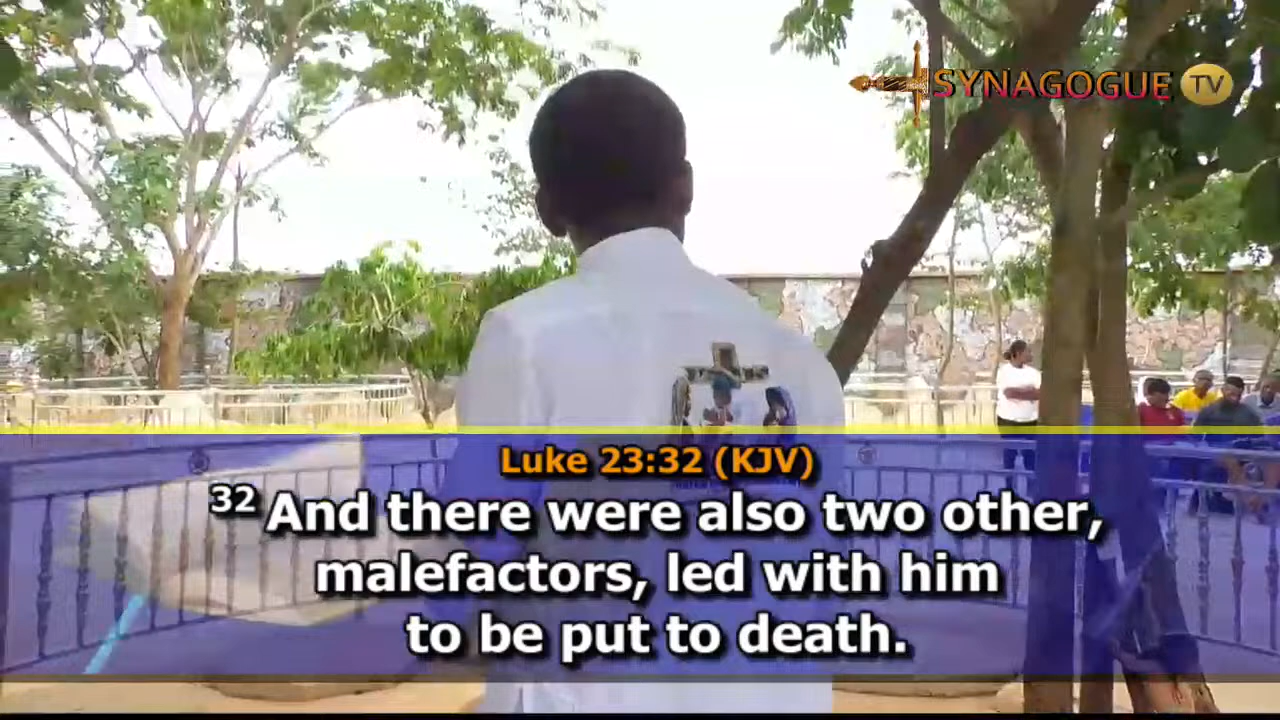 SYNAGOGUE TV
Luke 23:32 (KJV)
32 And there were also two other,
malefactors, led with him
to be put to death.